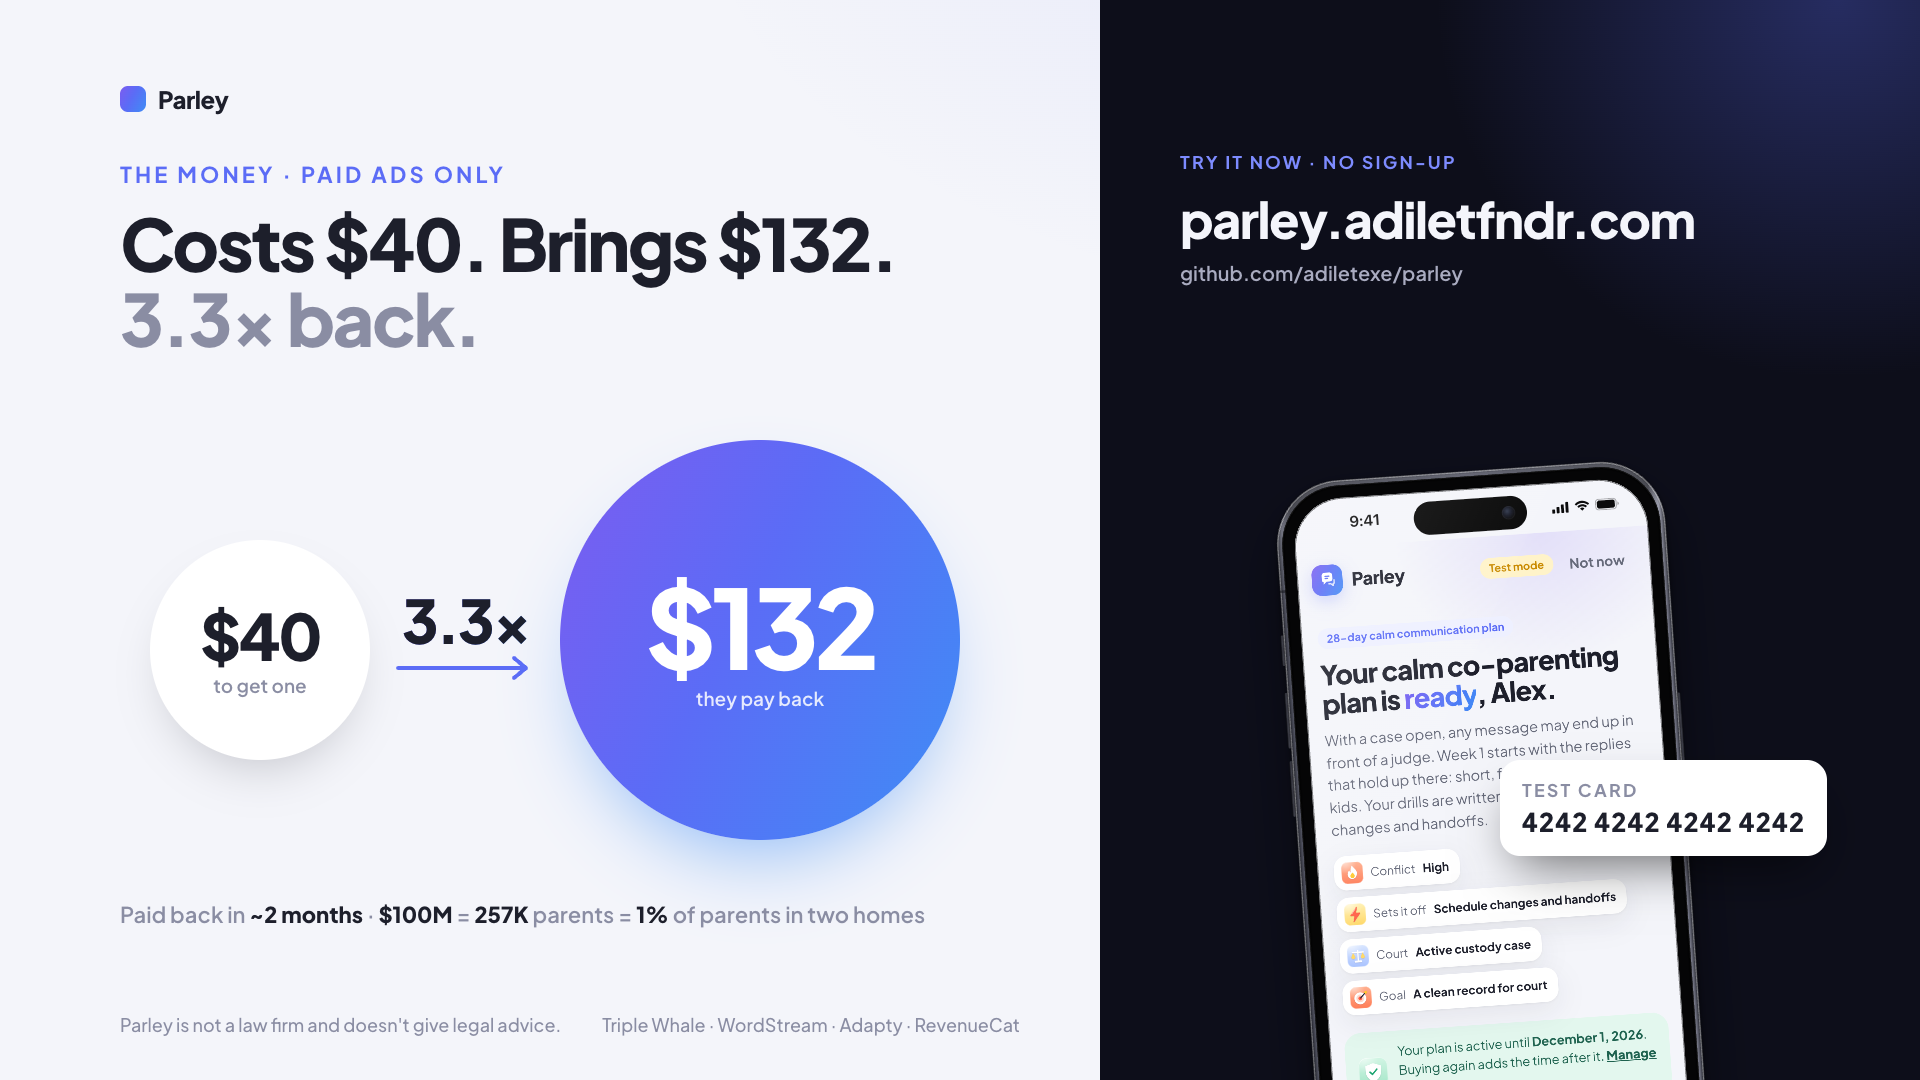 Parley
THE MONEY · PAID ADS ONLY
Costs $40. Brings $132.
3.3× back.
$40
to get one
3.3×
$132
they pay back
Paid back in ~2 months · $100M = 257K parents = 1% of parents in two homes
Parley is not a law firm and doesn't give legal advice.
Triple Whale · WordStream · Adapty · RevenueCat
TRY IT NOW · NO SIGN-UP
parley.adiletfndr.com
github.com/adiletexe/parley
9:41
Parley
Test mode
Not now
28-day calm communication plan
Your calm co-parenting
plan is ready, Alex.
With a case open, any message may end up in
front of a judge. Week 1 starts with the replies
that hold up there: short,
kids. Your drills are written
changes and handoffs.
TEST CARD
4242 4242 4242 4242
Conflict High
Sets it off Schedule changes and handoffs
Court Active custody case
Goal A clean record for court
Your plan is active until December 1, 2026.
Buying again adds the time after it. Manage